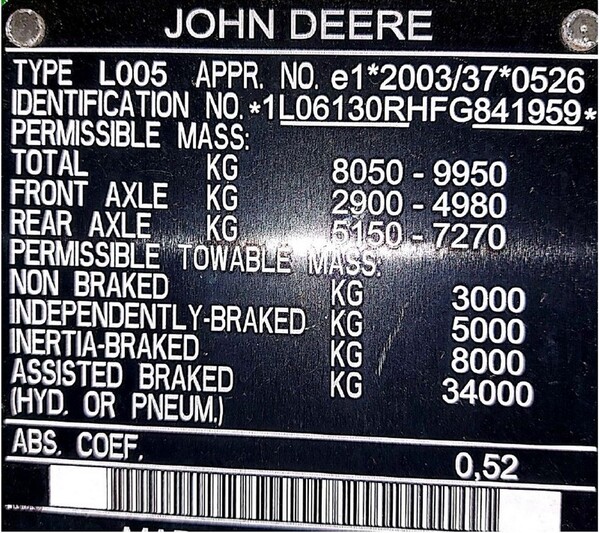 JOHN DEERE
TYPE L005 APPR. NO. e1*2003/37*0526
IDENTIFICATION NO. *1L06130RHFG841959*
PERMISSIBLE MASS:
TOTAL KG 8050 - 9950
FRONT AXLE KG 2900 - 4980
REAR AXLE KG 5150 - 7270
PERMISSIBLE TOWABLE MASS:
NON BRAKED KG 3000
INDEPENDENTLY-BRAKED KG 5000
INERTIA-BRAKED KG 8000
ASSISTED BRAKED KG 34000
(HYD. OR PNEUM.)
ABS. COEF. 0,52